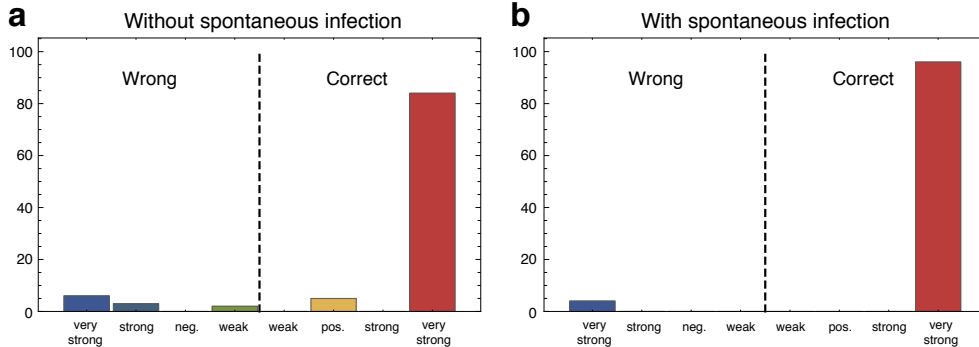 a
Without spontaneous infection
100
80
60
40
20
0
Wrong
Correct
very strong
strong
neg.
weak
weak
pos.
strong
very strong
b
With spontaneous infection
100
80
60
40
20
0
Wrong
Correct
very strong
strong
neg.
weak
weak
pos.
strong
very strong